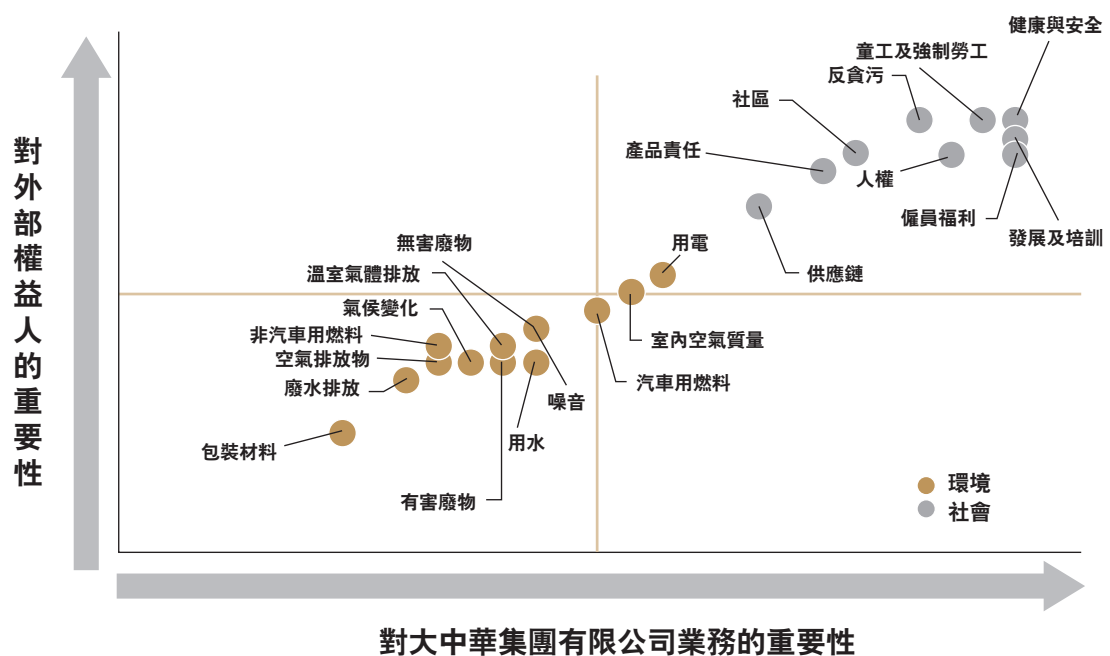 健康與安全
童工及強制勞工
反貪污
社區
產品責任
人權
僱員福利
發展及培訓
無害廢物
用電
溫室氣體排放
供應鏈
氣侯變化
非汽車用燃料
室內空氣質量
空氣排放物
汽車用燃料
廢水排放
噪音
用水
包裝材料
有害廢物
環境
社會
對外部權益人的重要性
對大中華集團有限公司業務的重要性